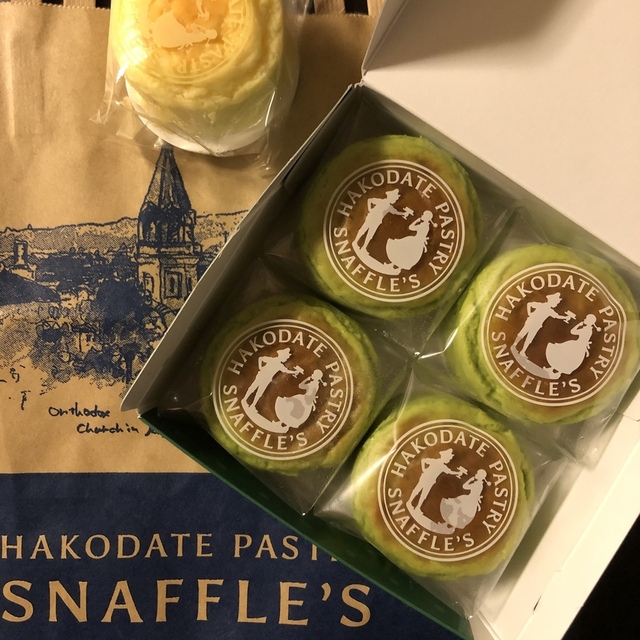 HAKODATE PASTRY
SNAFFLE'S
HAKODATE PASTRY
SNAFFLE'S
HAKODATE PASTRY
SNAFFLE'S
HAKODATE PASTRY
SNAFFLE'S
Orthodox
Church in
HAKODATE PAST
SNAFFLE'S